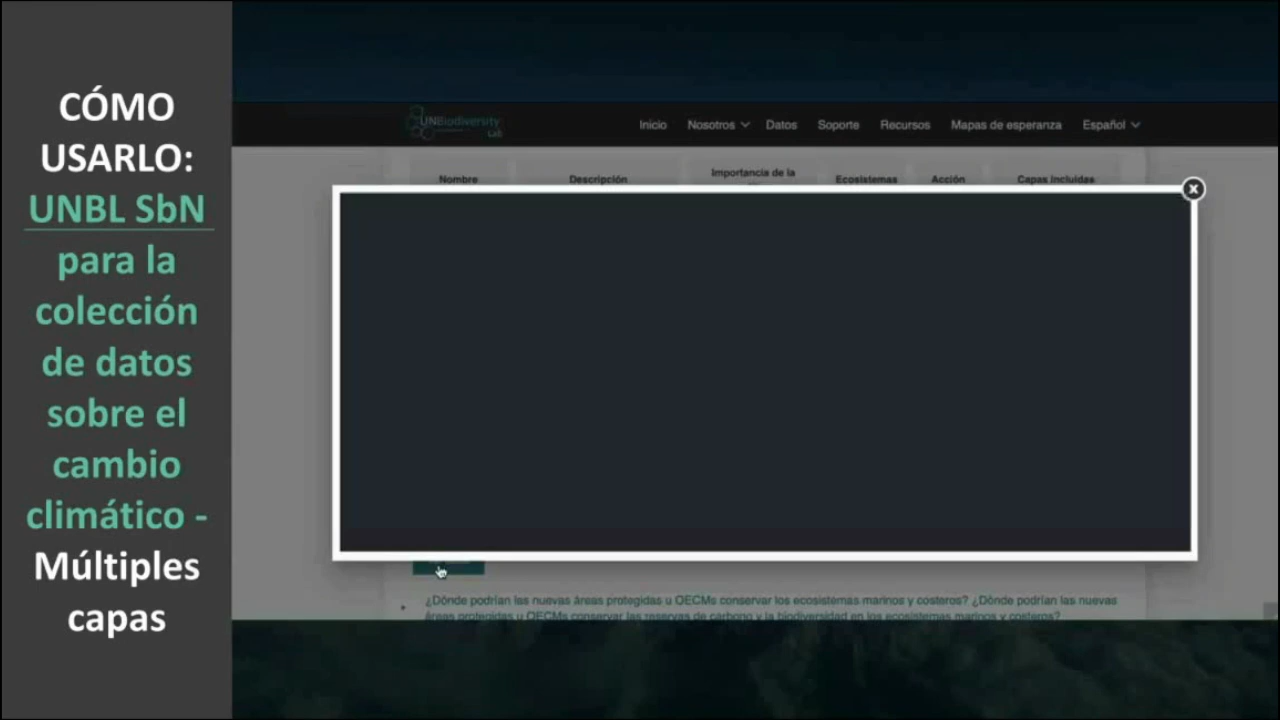 CÓMO
USARLO:
UNBL SbN
para la
colección
de datos
sobre el
cambio
climático -
Múltiples
capas
UNBiodiversity
Lab
Inicio Nosotros Datos Soporte Recursos Mapas de esperanza Español
Nombre Descripción Importancia de la Ecosistemas Acción Capas incluidas
¿Dónde podrían las nuevas áreas protegidas u OECMs conservar los ecosistemas marinos y costeros? ¿Dónde podrían las nuevas
áreas protegidas u OECMs conservar las reservas de carbono y la biodiversidad en los ecosistemas marinos y costeros?